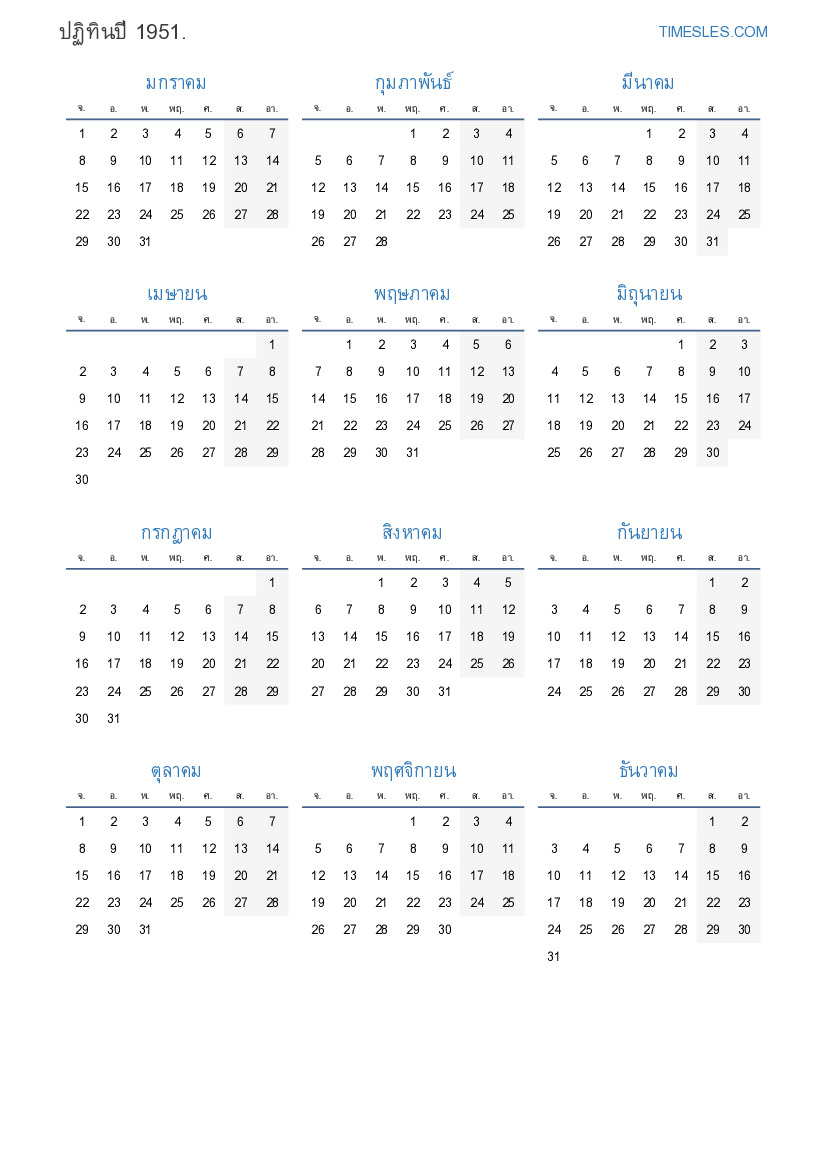 ปฏิทินปี 1951. TIMESLES.COM
มกราคม กุมภาพันธ์ มีนาคม
จ. อ. พ. พฤ. ศ. ส. อา. จ. อ. พ. พฤ. ศ. ส. อา. จ. อ. พ. พฤ. ศ. ส. อา.
1 2 3 4 5 6 7 1 2 3 4 1 2 3 4
8 9 10 11 12 13 14 5 6 7 8 9 10 11 5 6 7 8 9 10 11
15 16 17 18 19 20 21 12 13 14 15 16 17 18 12 13 14 15 16 17 18
22 23 24 25 26 27 28 19 20 21 22 23 24 25 19 20 21 22 23 24 25
29 30 31 26 27 28 26 27 28 29 30 31
เมษายน พฤษภาคม มิถุนายน
จ. อ. พ. พฤ. ศ. ส. อา. จ. อ. พ. พฤ. ศ. ส. อา. จ. อ. พ. พฤ. ศ. ส. อา.
1 1 2 3 4 5 6 1 2 3
2 3 4 5 6 7 8 7 8 9 10 11 12 13 4 5 6 7 8 9 10
9 10 11 12 13 14 15 14 15 16 17 18 19 20 11 12 13 14 15 16 17
16 17 18 19 20 21 22 21 22 23 24 25 26 27 18 19 20 21 22 23 24
23 24 25 26 27 28 29 28 29 30 31 25 26 27 28 29 30
30
กรกฎาคม สิงหาคม กันยายน
จ. อ. พ. พฤ. ศ. ส. อา. จ. อ. พ. พฤ. ศ. ส. อา. จ. อ. พ. พฤ. ศ. ส. อา.
1 1 2 3 4 5 1 2
2 3 4 5 6 7 8 6 7 8 9 10 11 12 3 4 5 6 7 8 9
9 10 11 12 13 14 15 13 14 15 16 17 18 19 10 11 12 13 14 15 16
16 17 18 19 20 21 22 20 21 22 23 24 25 26 17 18 19 20 21 22 23
23 24 25 26 27 28 29 27 28 29 30 31 24 25 26 27 28 29 30
30 31
ตุลาคม พฤศจิกายน ธันวาคม
จ. อ. พ. พฤ. ศ. ส. อา. จ. อ. พ. พฤ. ศ. ส. อา. จ. อ. พ. พฤ. ศ. ส. อา.
1 2 3 4 5 6 7 1 2 3 4 1 2
8 9 10 11 12 13 14 5 6 7 8 9 10 11 3 4 5 6 7 8 9
15 16 17 18 19 20 21 12 13 14 15 16 17 18 10 11 12 13 14 15 16
22 23 24 25 26 27 28 19 20 21 22 23 24 25 17 18 19 20 21 22 23
29 30 31 26 27 28 29 30 24 25 26 27 28 29 30
31